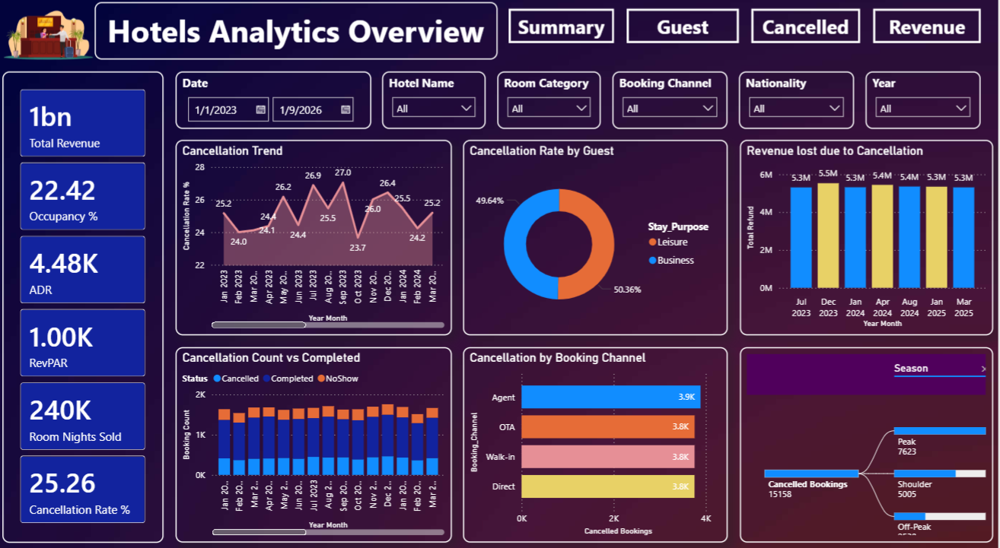 Hotels Analytics Overview
Summary
Guest
Cancelled
Revenue
1bn
Total Revenue
22.42
Occupancy %
4.48K
ADR
1.00K
RevPAR
240K
Room Nights Sold
25.26
Cancellation Rate %
Date
1/1/2023
1/9/2026
Hotel Name
All
Room Category
All
Booking Channel
All
Nationality
All
Year
All
Cancellation Trend
Cancellation Rate %
28
26
24
22
25.2
24.0
24.1
24.4
26.2
24.4
26.9
25.5
27.0
23.7
26.0
26.4
25.5
24.2
25.2
Jan 2023
Feb 2023
Mar 20...
Apr 2023
May 20...
Jun 2023
Jul 2023
Aug 20...
Sep 2023
Oct 2023
Nov 20...
Dec 20...
Jan 2024
Feb 2024
Mar 20...
Year Month
Cancellation Rate by Guest
49.64%
50.36%
Stay_Purpose
Leisure
Business
Revenue lost due to Cancellation
Total Refund
6M
4M
2M
0M
5.3M
5.5M
5.3M
5.4M
5.4M
5.3M
5.3M
Jul 2023
Dec 2023
Jan 2024
Apr 2024
Aug 2024
Jan 2025
Mar 2025
Year Month
Cancellation Count vs Completed
Status Cancelled Completed NoShow
Booking Count
2K
1K
0K
Jan 20...
Feb 20...
Mar 2...
Apr 20...
May 2...
Jun 20...
Jul 2023
Aug 2...
Sep 20...
Oct 20...
Nov 2...
Dec 2...
Jan 20...
Feb 20...
Mar 2...
Year Month
Cancellation by Booking Channel
Booking_Channel
Agent
3.9K
OTA
3.8K
Walk-in
3.8K
Direct
3.8K
0K
2K
4K
Cancelled Bookings
Season
Cancelled Bookings
15158
Peak
7623
Shoulder
5005
Off-Peak